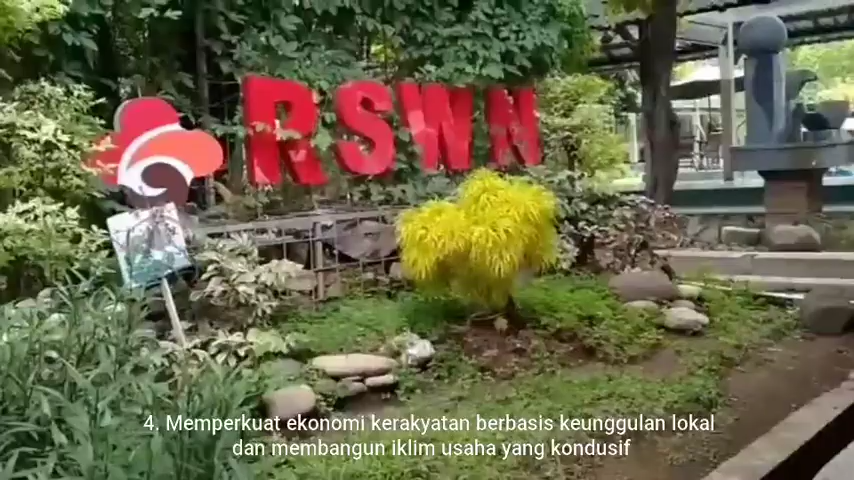 RSWN
4. Memperkuat ekonomi kerakyatan berbasis keunggulan lokal
dan membangun iklim usaha yang kondusif